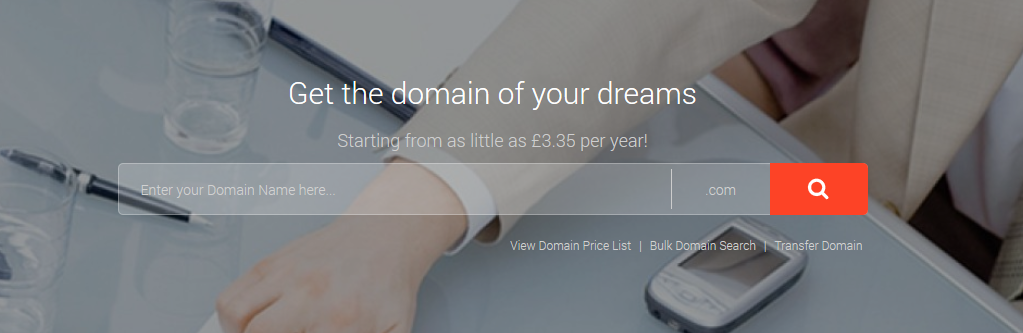 Get the domain of your dreams
Starting from as little as £3.35 per year!
Enter your Domain Name here... .com
View Domain Price List | Bulk Domain Search | Transfer Domain